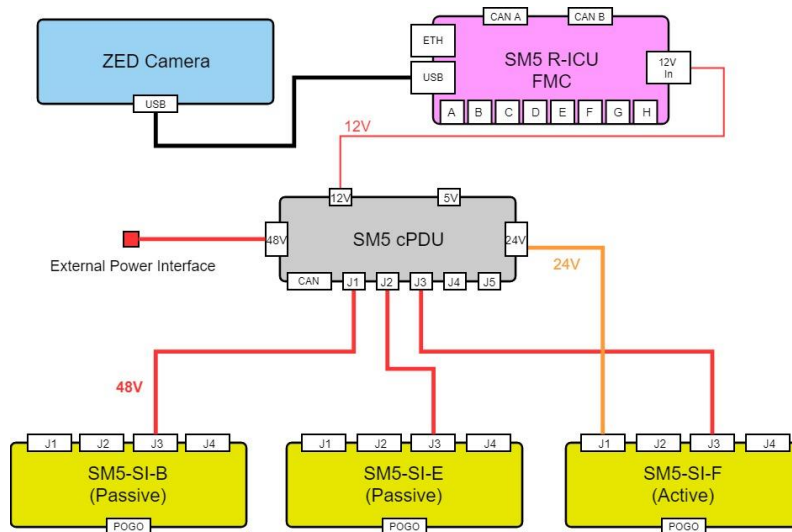 CAN A
CAN B
ZED Camera
ETH
SM5 R-ICU
FMC
12V
In
USB
USB
A
B
C
D
E
F
G
H
12V
12V
5V
48V
SM5 cPDU
24V
External Power Interface
24V
CAN
J1
J2
J3
J4
J5
48V
J1
J2
J3
J4
J1
J2
J3
J4
J1
J2
J3
J4
SM5-SI-B
(Passive)
SM5-SI-E
(Passive)
SM5-SI-F
(Active)
POGO
POGO
POGO